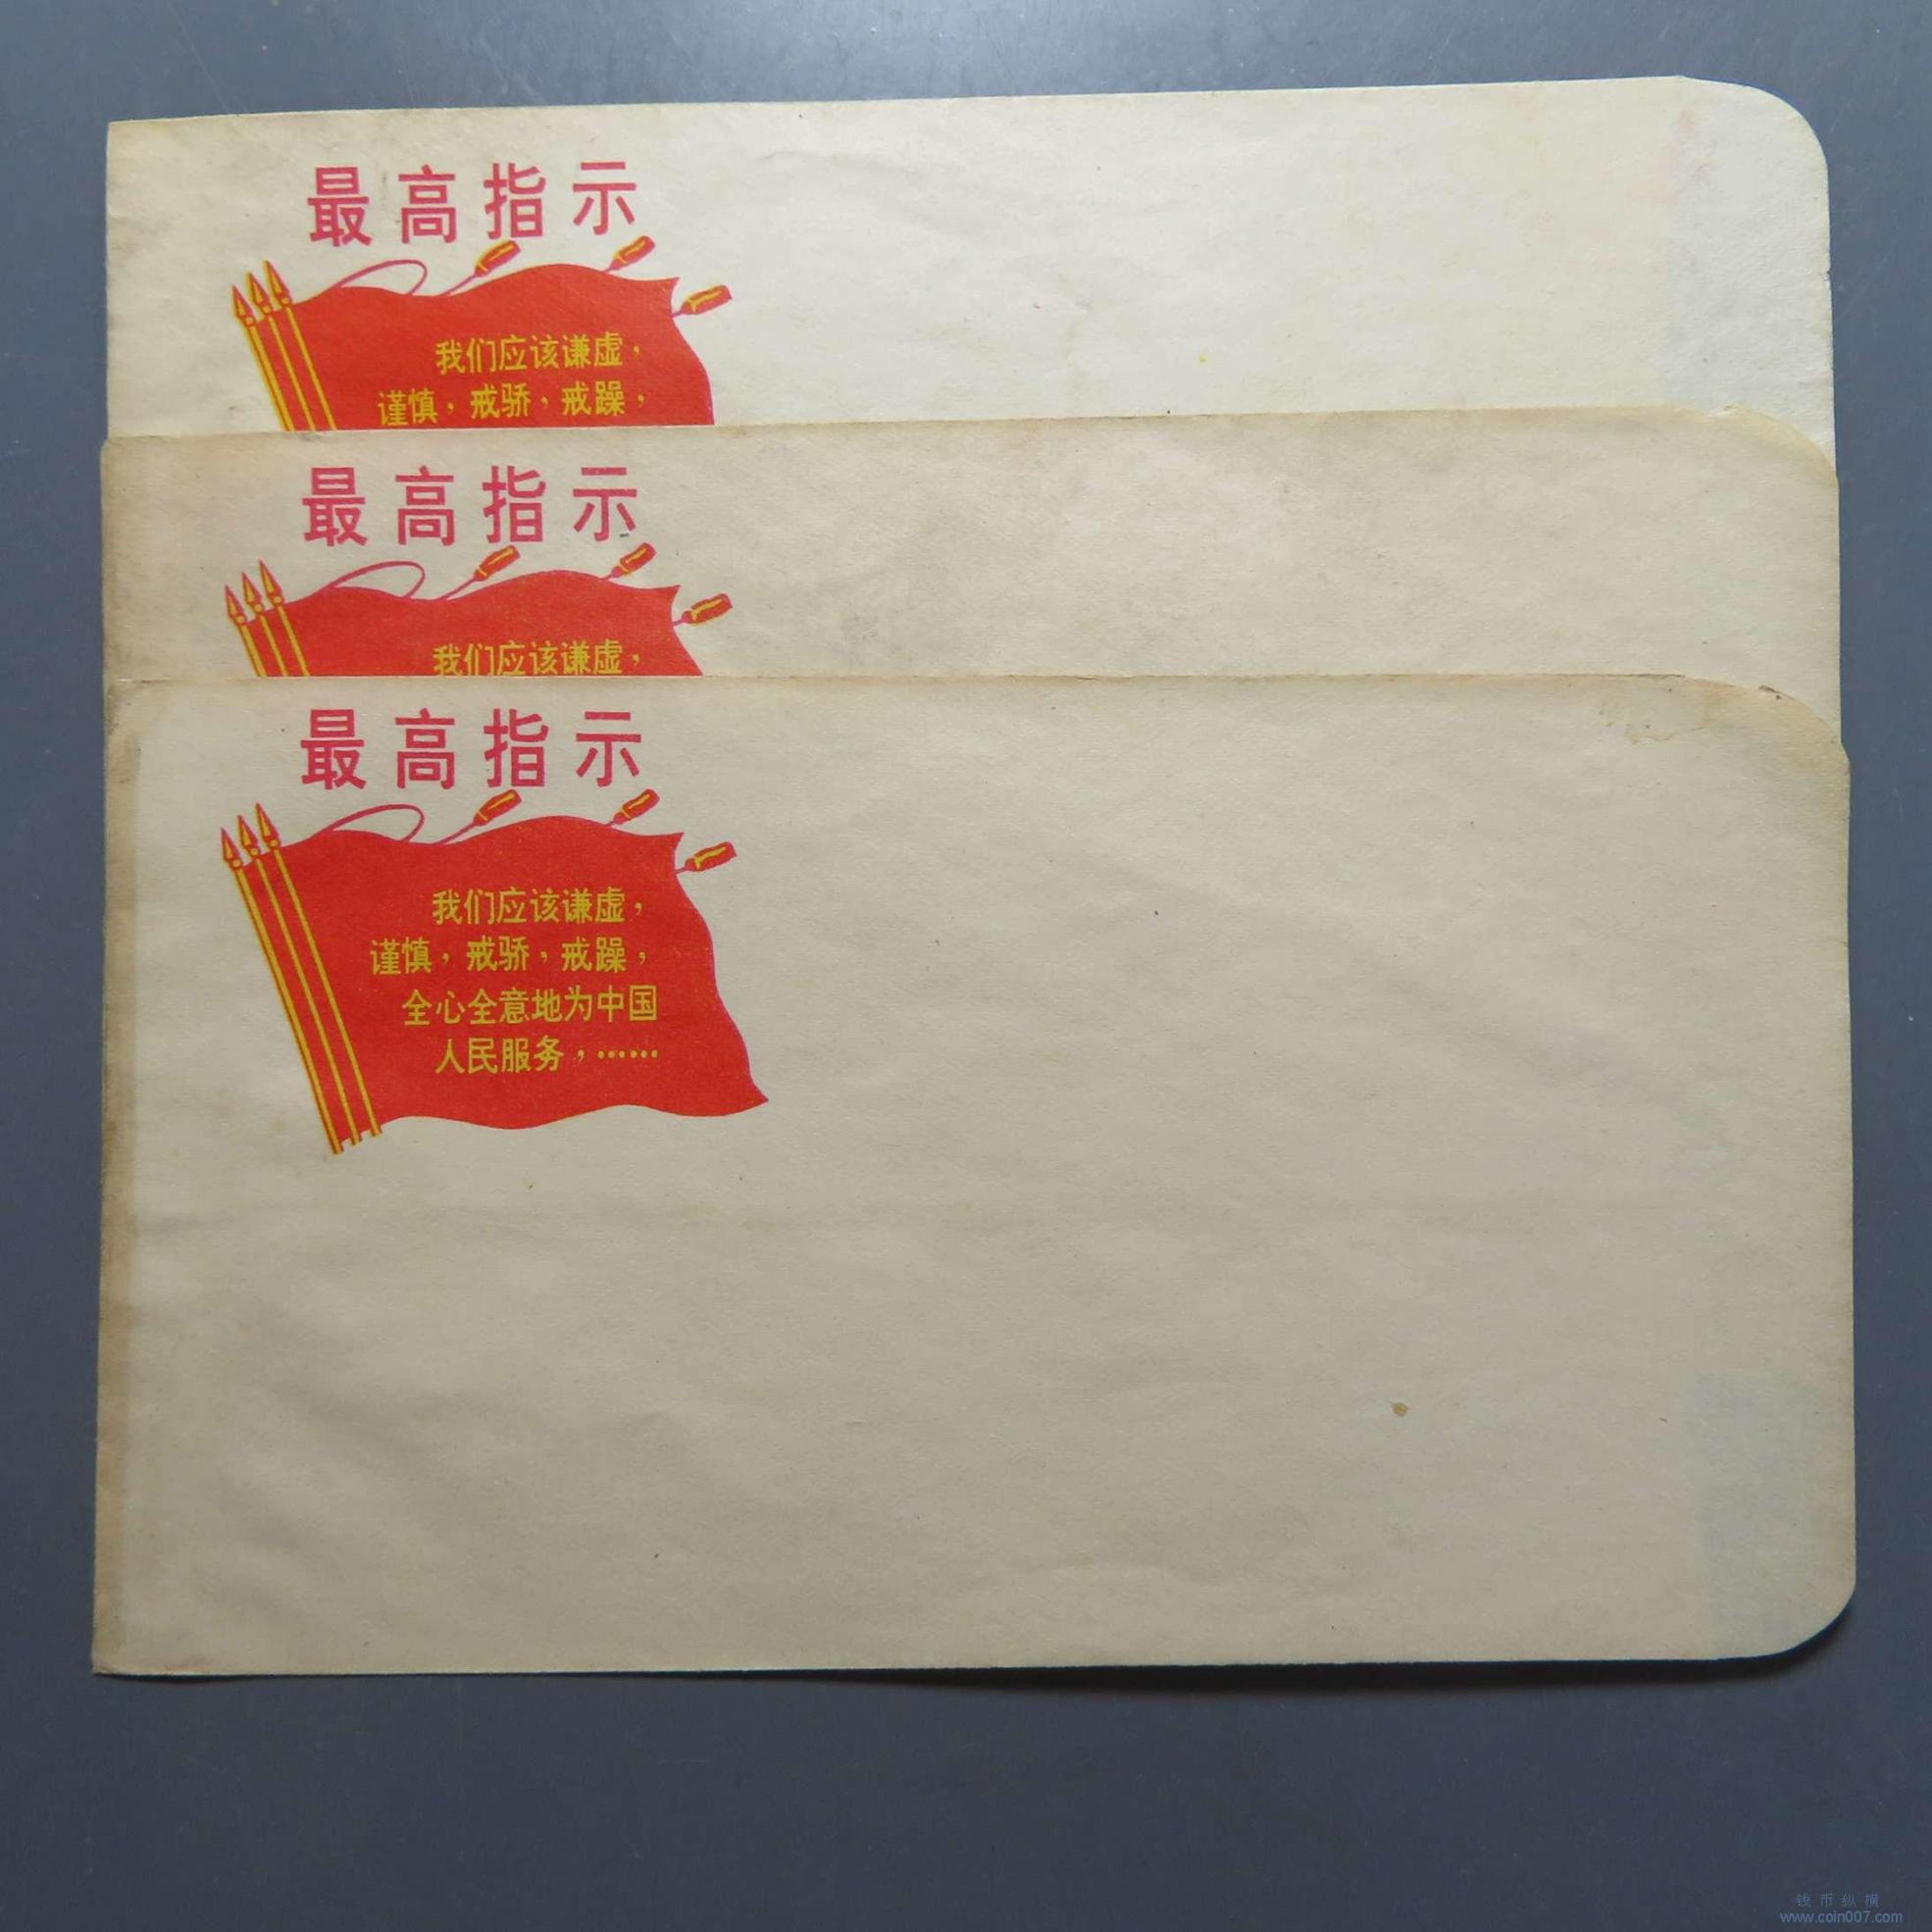 最高指示
我们应该谦虚，
谨慎，戒骄，戒躁，
最高指示
我们应该谦虚，
最高指示
我们应该谦虚，
谨慎，戒骄，戒躁，
全心全意地为中国
人民服务，……
钱币纵横
www.coin007.com